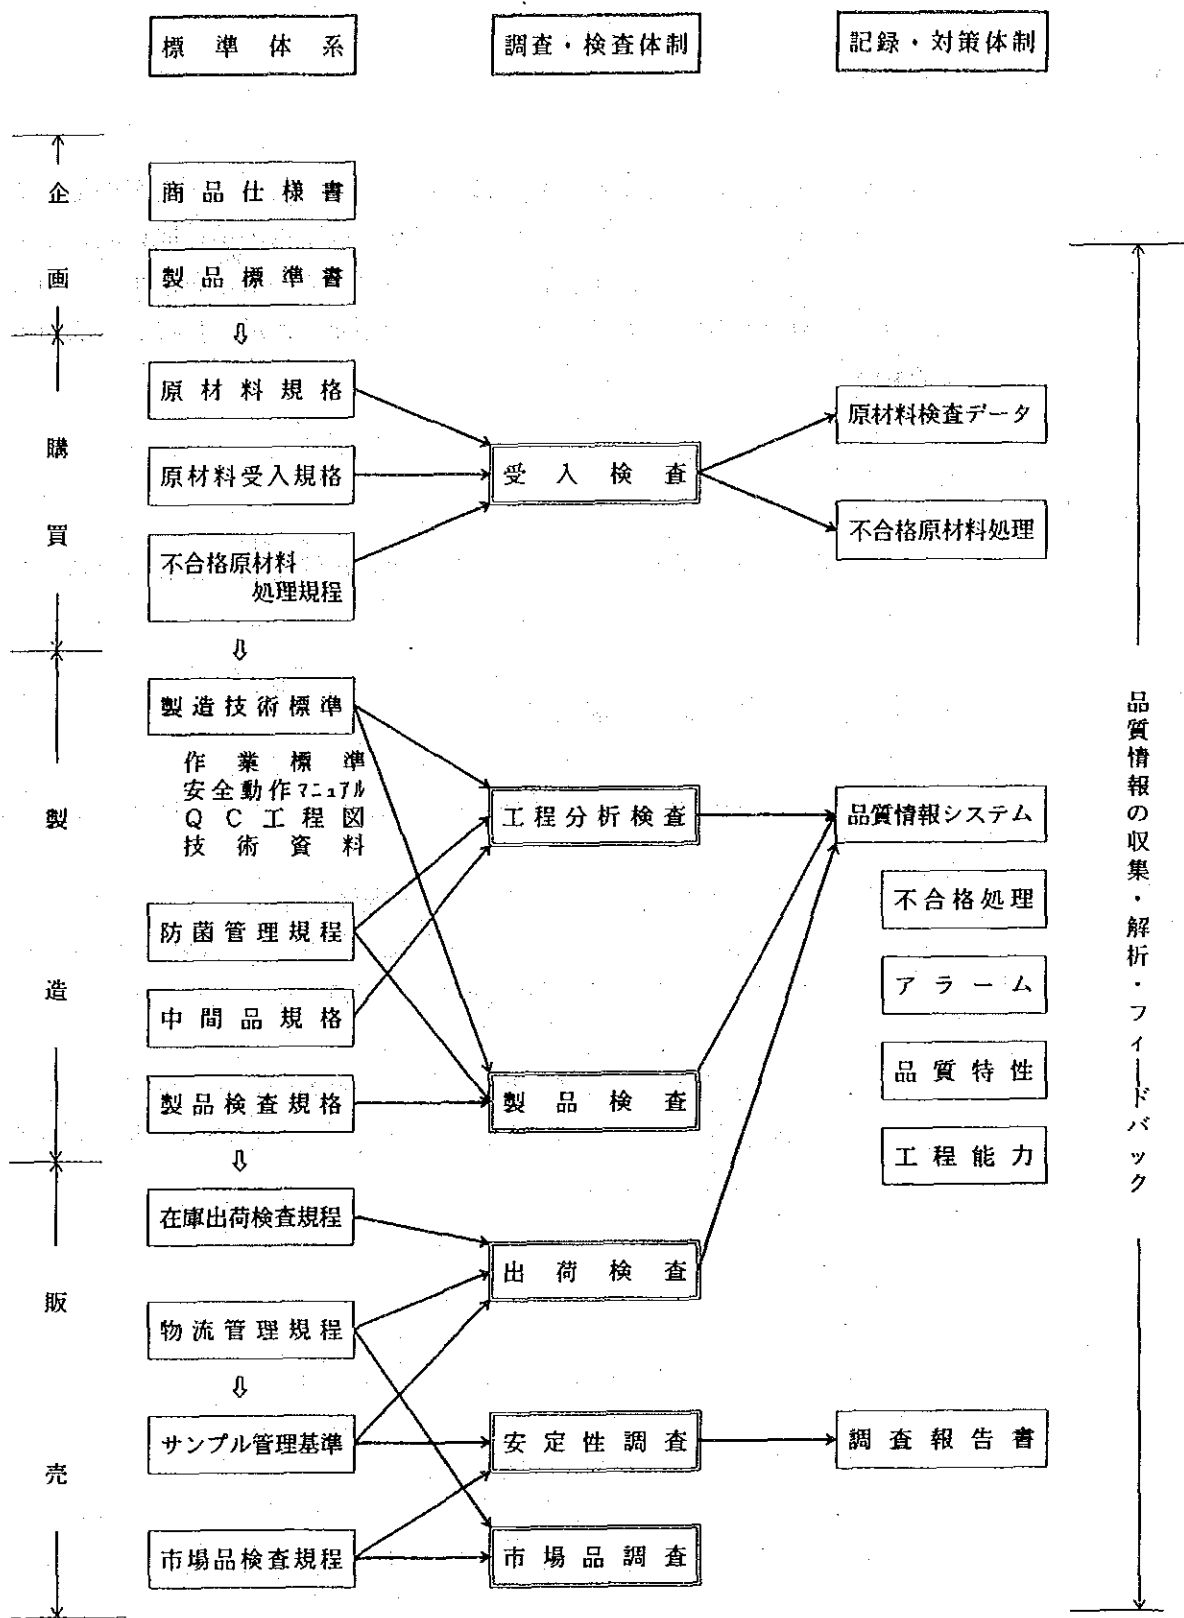 標準体系
調査・検査体制
記録・対策体制
企画
商品仕様書
製品標準書
⇩
購買
原材料規格
原材料受入規格
不合格原材料
処理規程
受入検査
原材料検査データ
不合格原材料処理
⇩
製造
製造技術標準
作業標準
安全動作マニュアル
QC工程図
技術資料
防菌管理規程
中間品規格
製品検査規格
工程分析検査
製品検査
品質情報システム
不合格処理
アラーム
品質特性
工程能力
⇩
販売
在庫出荷検査規程
物流管理規程
⇩
サンプル管理基準
市場品検査規程
出荷検査
安定性調査
市場品調査
調査報告書
品質情報の収集・解析・フィードバック